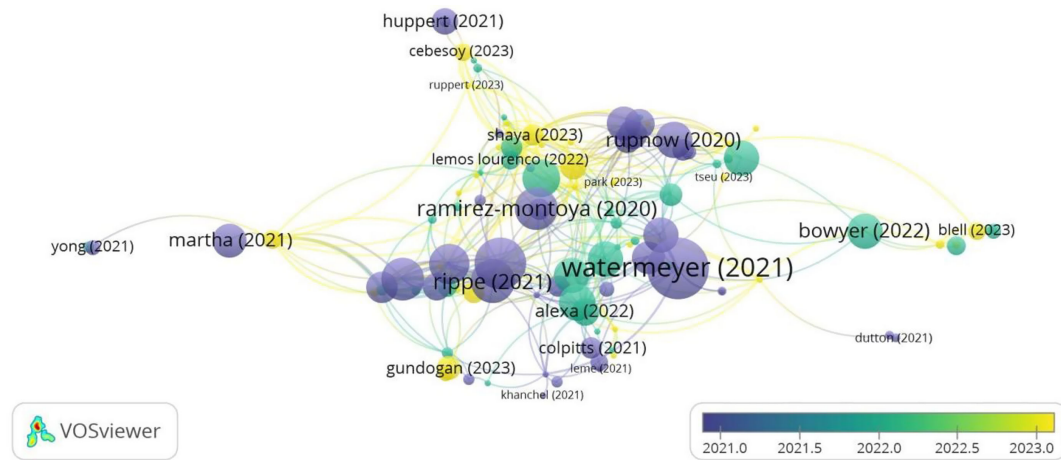 huppert (2021)
cebesoy (2023)
ruppert (2023)
shaya (2023)
rupnow (2020)
lemos lourenco (2022)
park (2023)
tseu (2023)
ramirez-montoya (2020)
bowyer (2022)
blell (2023)
yong (2021)
martha (2021)
watermeyer (2021)
rippe (2021)
alexa (2022)
dutton (2021)
colpitts (2021)
leme (2021)
gundogan (2023)
khanchel (2021)
VOSviewer
2021.0 2021.5 2022.0 2022.5 2023.0